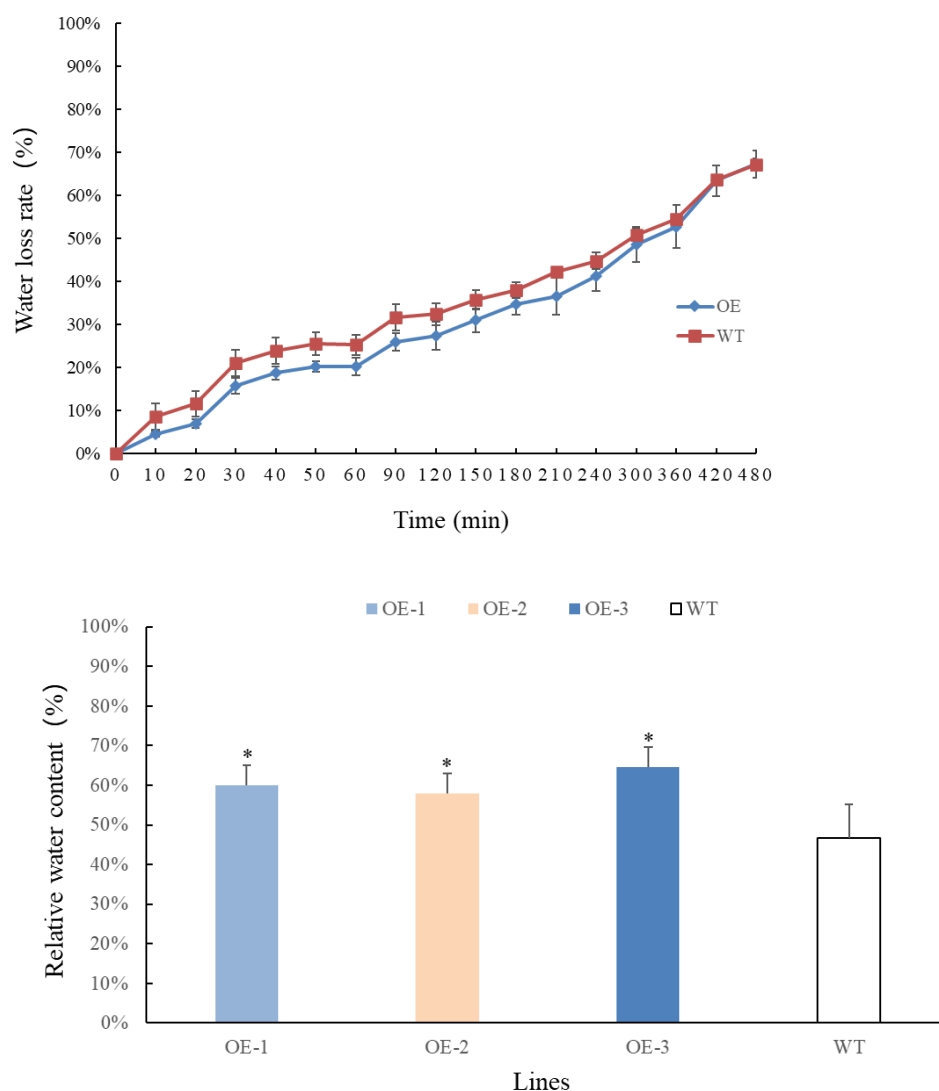 100%
90%
80%
70%
60%
50%
40%
30%
20%
10%
0%
Water loss rate (%)
OE
WT
0 10 20 30 40 50 60 90 120 150 180 210 240 300 360 420 480
Time (min)
OE-1 OE-2 OE-3 WT
100%
90%
80%
70%
60%
50%
40%
30%
20%
10%
0%
Relative water content (%)
* * *
OE-1 OE-2 OE-3 WT
Lines